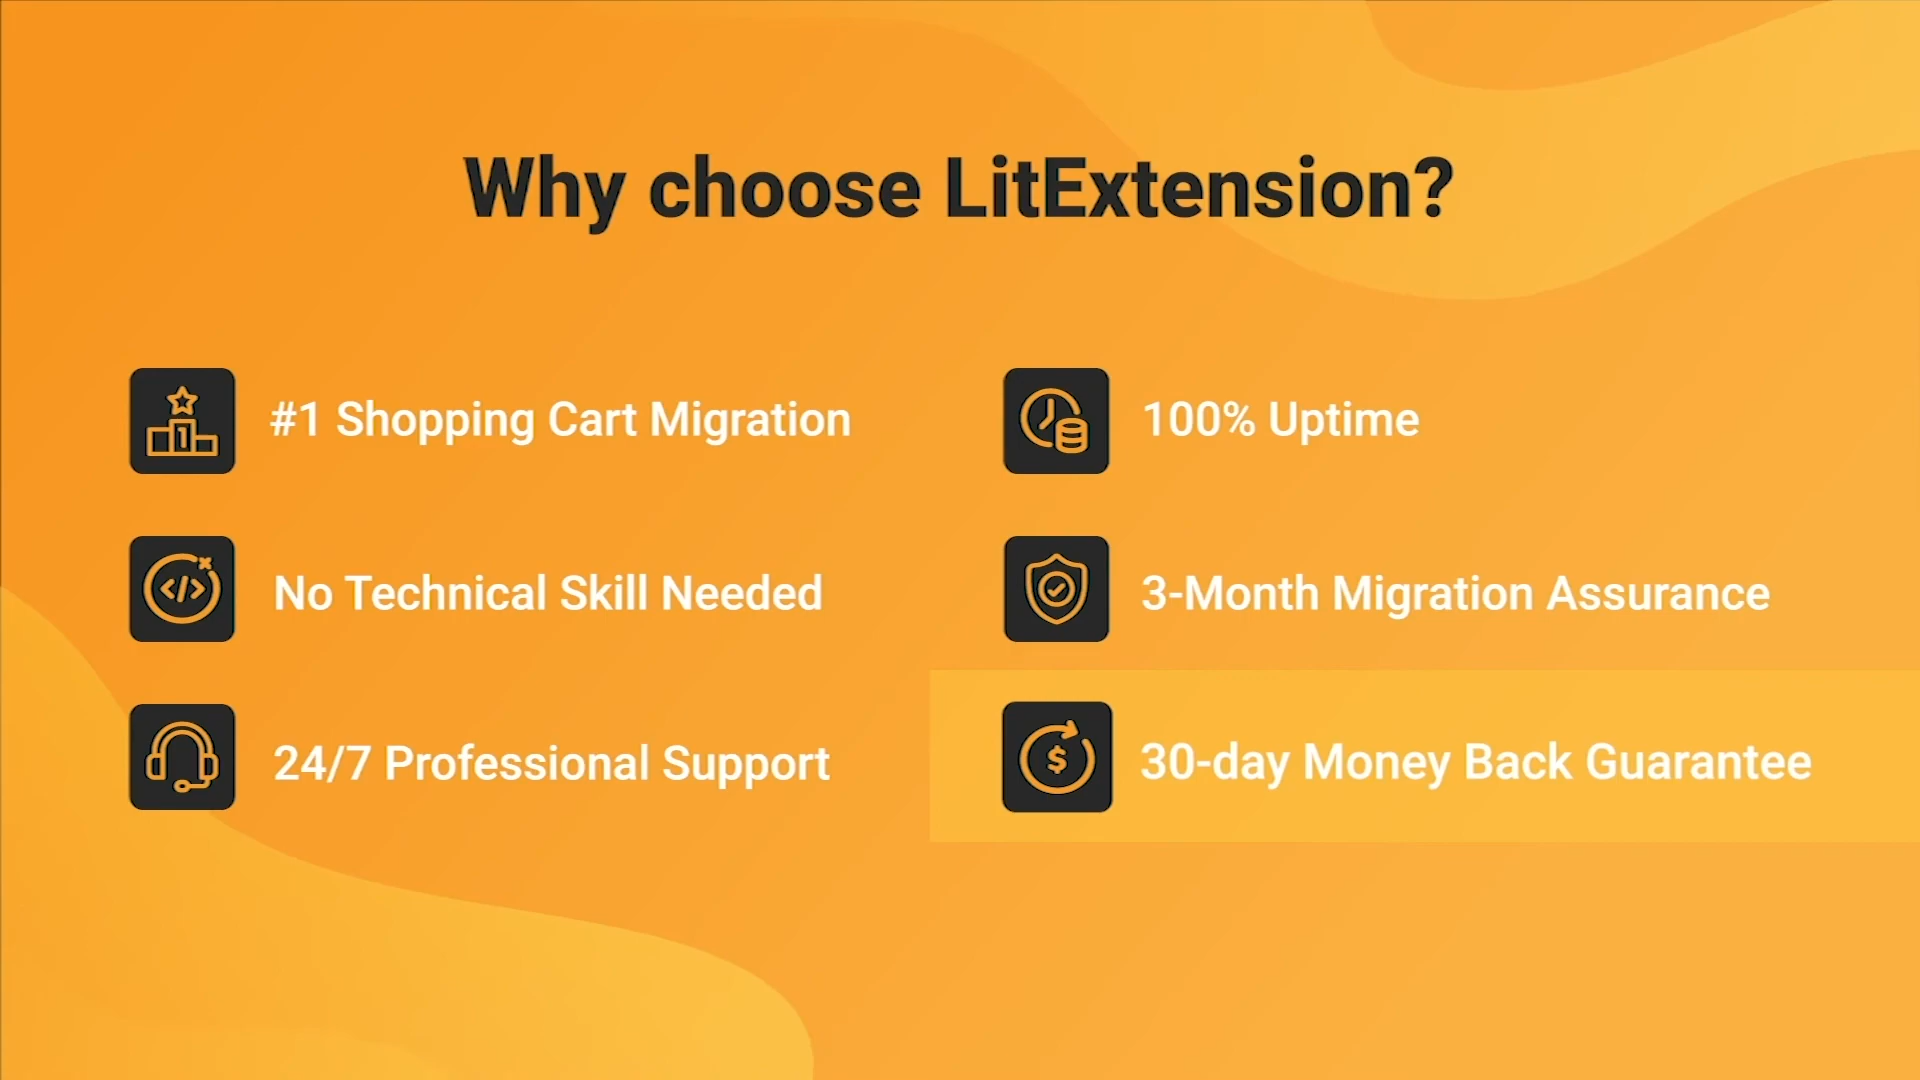 Why choose LitExtension?
#1 Shopping Cart Migration
No Technical Skill Needed
24/7 Professional Support
100% Uptime
3-Month Migration Assurance
30-day Money Back Guarantee